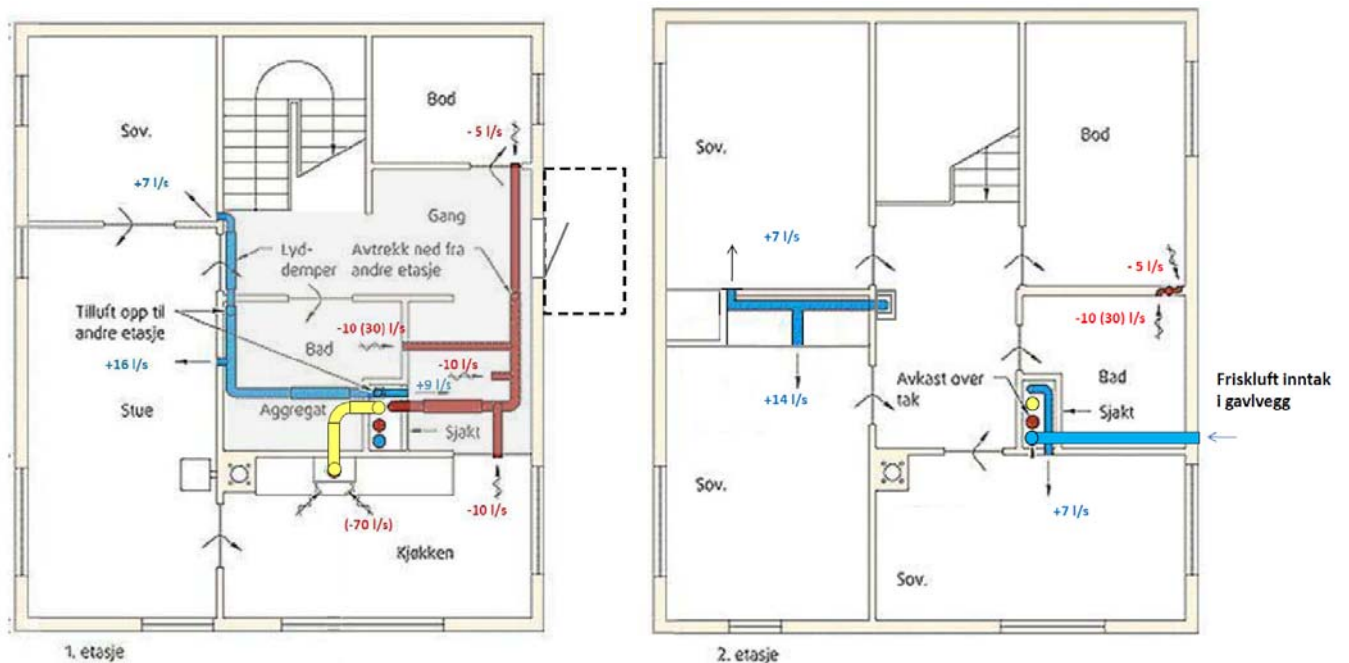 Bod
- 5 l/s
Sov.
+7 l/s
Gang
Lyd-
demper
Avtrekk ned fra
andre etasje
Tilluft opp til
andre etasje
-10 (30) l/s
Bad
-10 l/s
+16 l/s
+9 l/s
Stue
Aggregat
Sjakt
(-70 l/s)
-10 l/s
Kjøkken
1. etasje
Bod
Sov.
+7 l/s
- 5 l/s
-10 (30) l/s
Avkast over
tak
Bad
Sjakt
Friskluft inntak
i gavlvegg
+14 l/s
Sov.
+7 l/s
Sov.
2. etasje